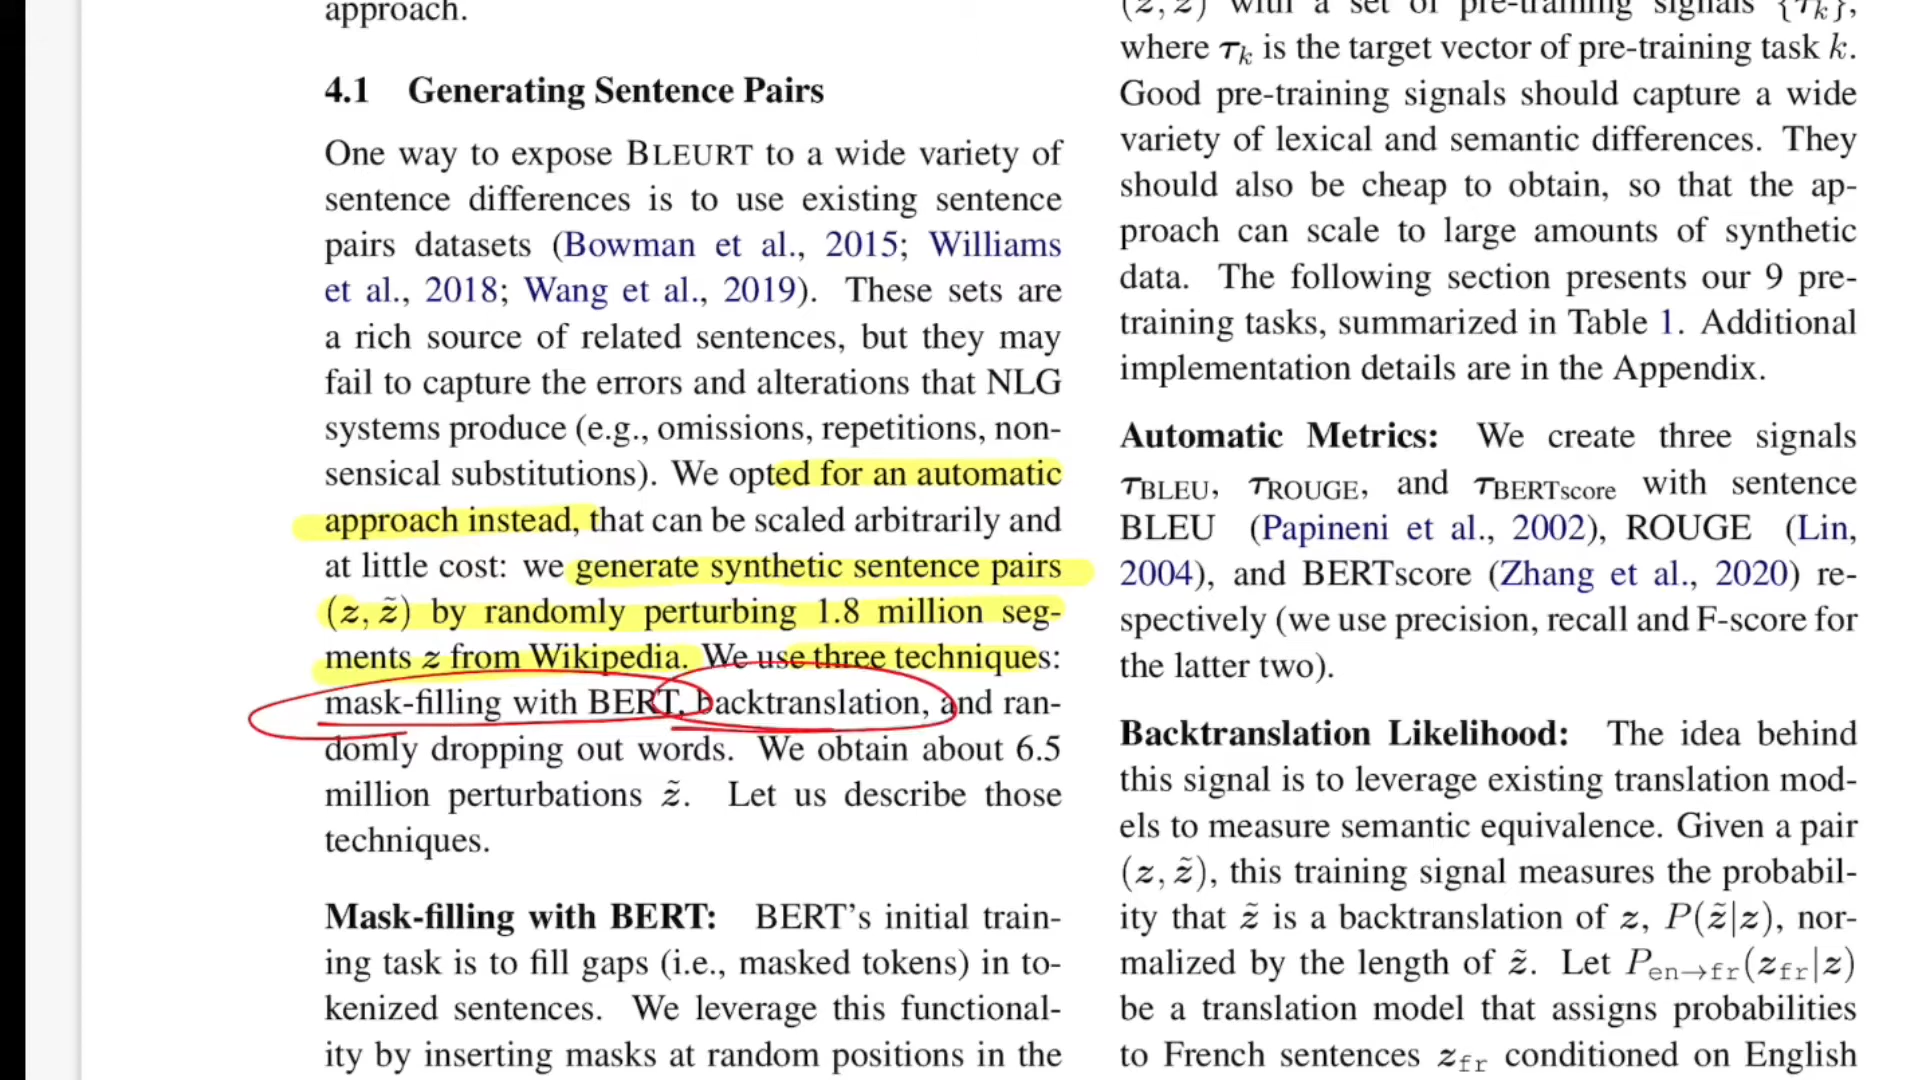 approach.
4.1 Generating Sentence Pairs
One way to expose BLEURT to a wide variety of
sentence differences is to use existing sentence
pairs datasets (Bowman et al., 2015; Williams
et al., 2018; Wang et al., 2019). These sets are
a rich source of related sentences, but they may
fail to capture the errors and alterations that NLG
systems produce (e.g., omissions, repetitions, non-
sensical substitutions). We opted for an automatic
approach instead, that can be scaled arbitrarily and
at little cost: we generate synthetic sentence pairs
(z, z̃) by randomly perturbing 1.8 million seg-
ments z from Wikipedia. We use three techniques:
mask-filling with BERT, backtranslation, and ran-
domly dropping out words. We obtain about 6.5
million perturbations z̃. Let us describe those
techniques.
Mask-filling with BERT: BERT's initial train-
ing task is to fill gaps (i.e., masked tokens) in to-
kenized sentences. We leverage this functional-
ity by inserting masks at random positions in the
(z, z̃) with a set of pre-training signals {τk},
where τk is the target vector of pre-training task k.
Good pre-training signals should capture a wide
variety of lexical and semantic differences. They
should also be cheap to obtain, so that the ap-
proach can scale to large amounts of synthetic
data. The following section presents our 9 pre-
training tasks, summarized in Table 1. Additional
implementation details are in the Appendix.
Automatic Metrics: We create three signals
τBLEU, τROUGE, and τBERTscore with sentence
BLEU (Papineni et al., 2002), ROUGE (Lin,
2004), and BERTscore (Zhang et al., 2020) re-
spectively (we use precision, recall and F-score for
the latter two).
Backtranslation Likelihood: The idea behind
this signal is to leverage existing translation mod-
els to measure semantic equivalence. Given a pair
(z, z̃), this training signal measures the probabil-
ity that z̃ is a backtranslation of z, P(z̃|z), nor-
malized by the length of z̃. Let Pen→fr(zfr|z)
be a translation model that assigns probabilities
to French sentences zfr conditioned on English